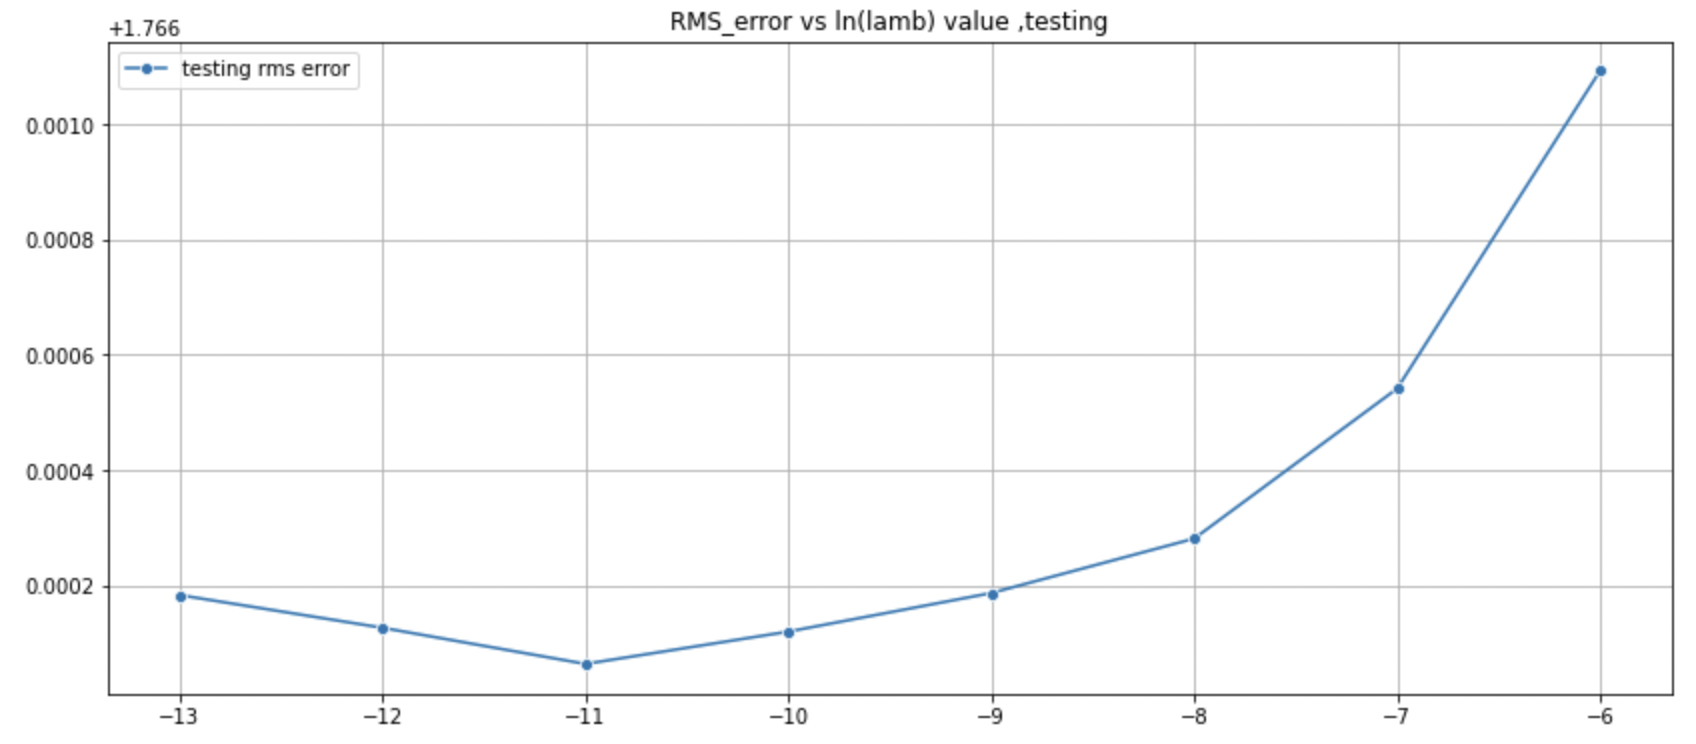 RMS_error vs ln(lamb) value ,testing
+1.766
testing rms error
0.0010
0.0008
0.0006
0.0004
0.0002
−13 −12 −11 −10 −9 −8 −7 −6